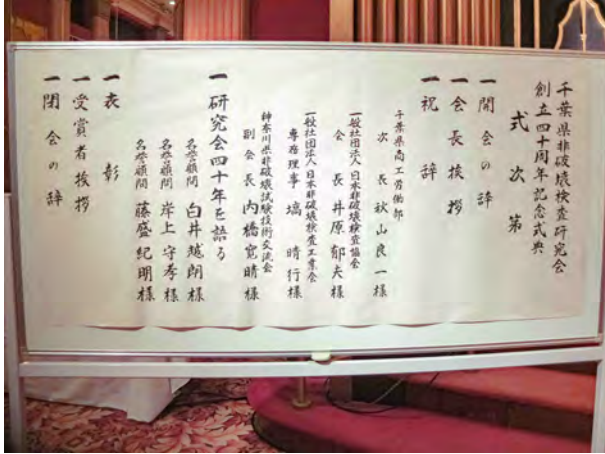 千葉県非破壊検査研究会
創立四十周年記念式典
式次第
一開会の辞
一会長挨拶
一祝辞
千葉県商工労働部
次長秋山良一様
一般社団法人日本非破壊検査協会
会長井原郁夫様
一般社団法人日本非破壊検査工業会
専務理事塙晴行様
神奈川県非破壊試験技術交流会
副会長内橋寛晴様
一研究会四十年を語る
名誉顧問白井越朗様
名誉顧問岸上守孝様
名誉顧問藤盛紀明様
一表彰
一受賞者挨拶
一閉会の辞